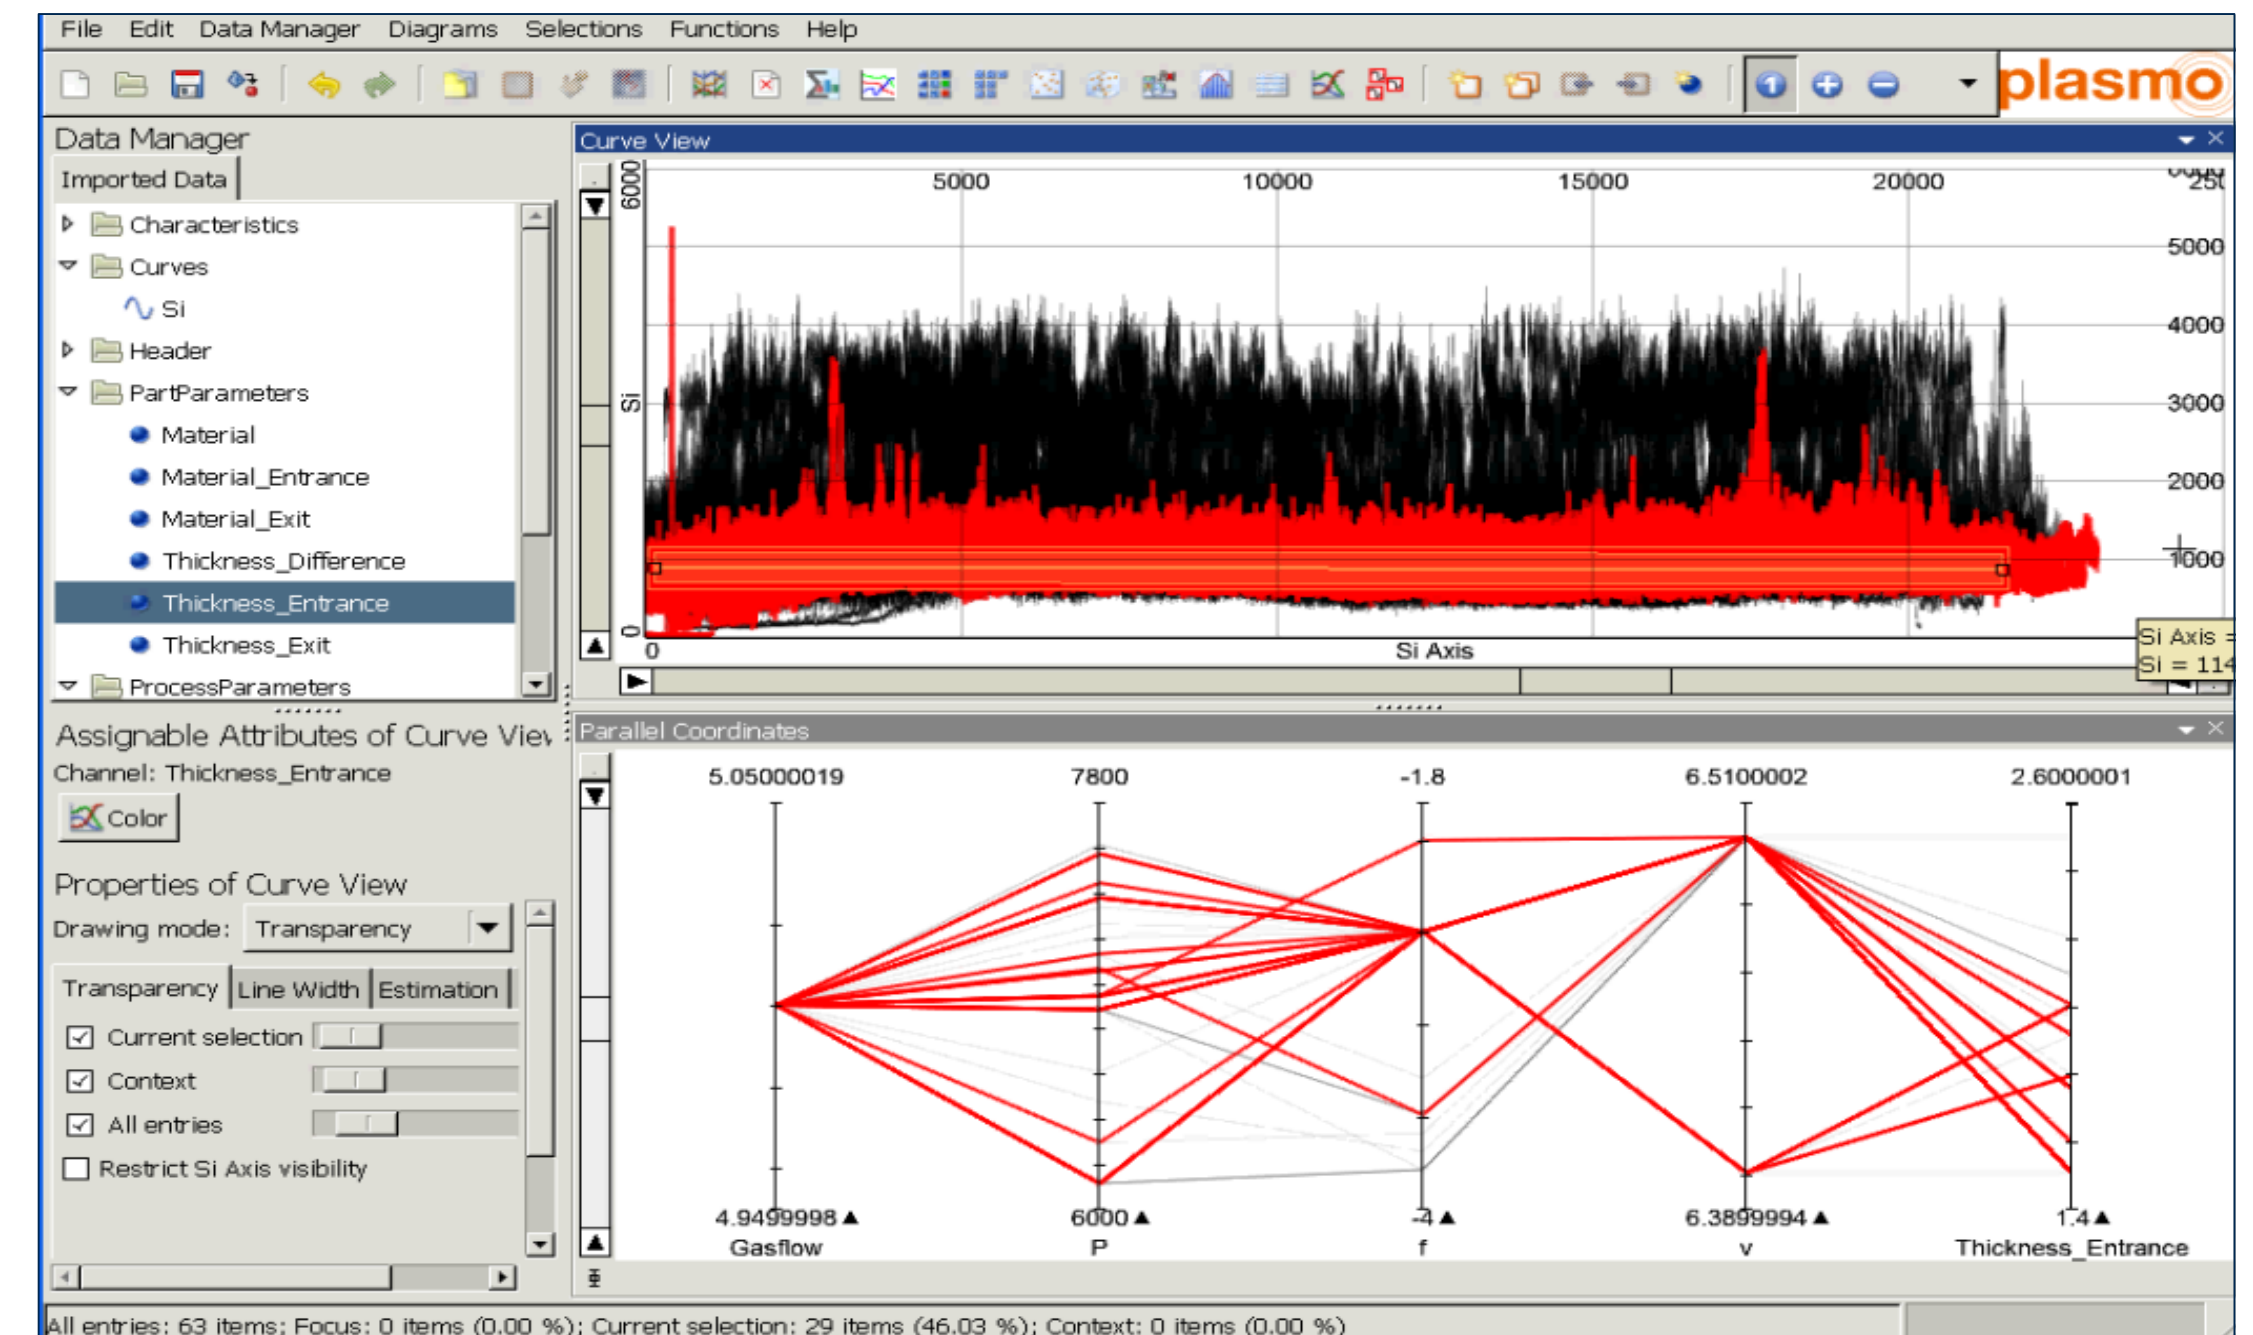 File Edit Data Manager Diagrams Selections Functions Help
plasmo
Data Manager
Imported Data
Characteristics
Curves
Si
Header
PartParameters
Material
Material_Entrance
Material_Exit
Thickness_Difference
Thickness_Entrance
Thickness_Exit
ProcessParameters
Assignable Attributes of Curve
Channel: Thickness_Entrance
Color
Properties of Curve View
Drawing mode: Transparency
Transparency Line Width Estimation
Current selection
Context
All entries
Restrict Si Axis visibility
Curve View
6000 5000 10000 15000 20000
5000
4000
Si 3000
2000
1000
0
0 Si Axis
Si Axis =
Si = 114
Parallel Coordinates
5.05000019 7800 -1.8 6.5100002 2.6000001
4.9499998 6000 -4 6.3899994 1.4
Gasflow P f v Thickness_Entrance
All entries: 63 items; Focus: 0 items (0.00 %); Current selection: 29 items (46.03 %); Context: 0 items (0.00 %)